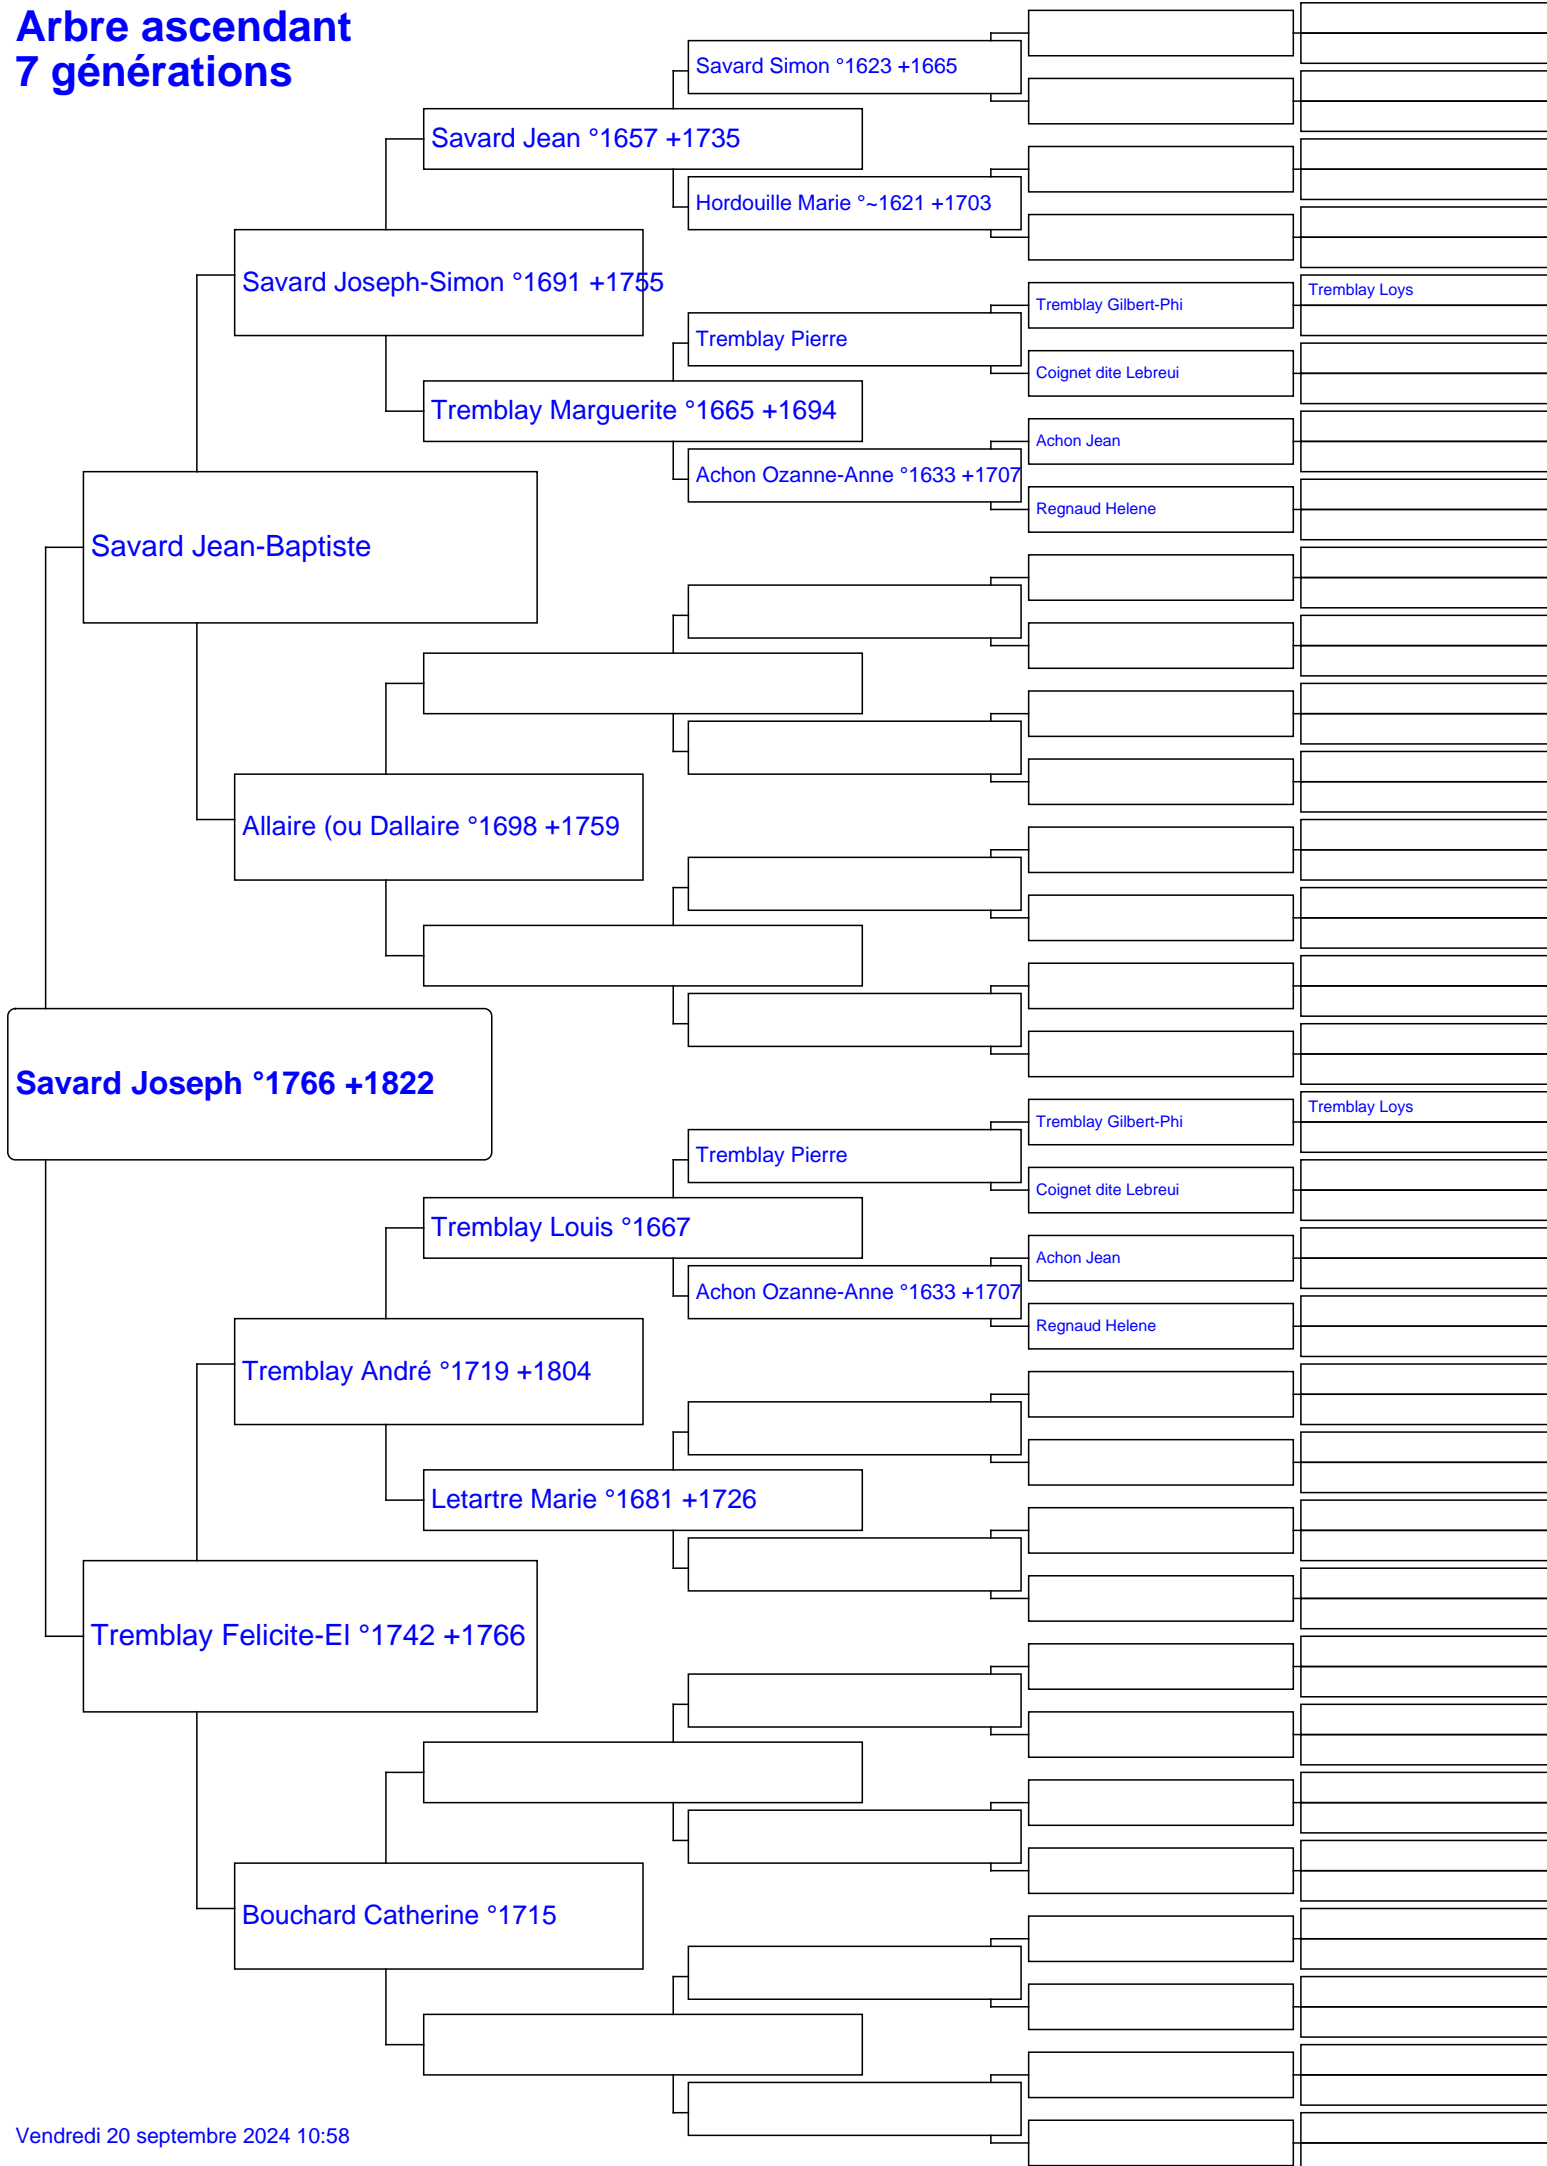 Arbre ascendant
7 générations
Savard Simon °1623 +1665
Savard Jean °1657 +1735
Hordouille Marie °~1621 +1703
Savard Joseph-Simon °1691 +1755
Tremblay Gilbert-Phi
Tremblay Loys
Tremblay Pierre
Coignet dite Lebreui
Tremblay Marguerite °1665 +1694
Achon Jean
Achon Ozanne-Anne °1633 +1707
Regnaud Helene
Savard Jean-Baptiste
Allaire (ou Dallaire °1698 +1759
Savard Joseph °1766 +1822
Tremblay Gilbert-Phi
Tremblay Loys
Tremblay Pierre
Coignet dite Lebreui
Tremblay Louis °1667
Achon Jean
Achon Ozanne-Anne °1633 +1707
Regnaud Helene
Tremblay André °1719 +1804
Letartre Marie °1681 +1726
Tremblay Felicite-El °1742 +1766
Bouchard Catherine °1715
Vendredi 20 septembre 2024 10:58